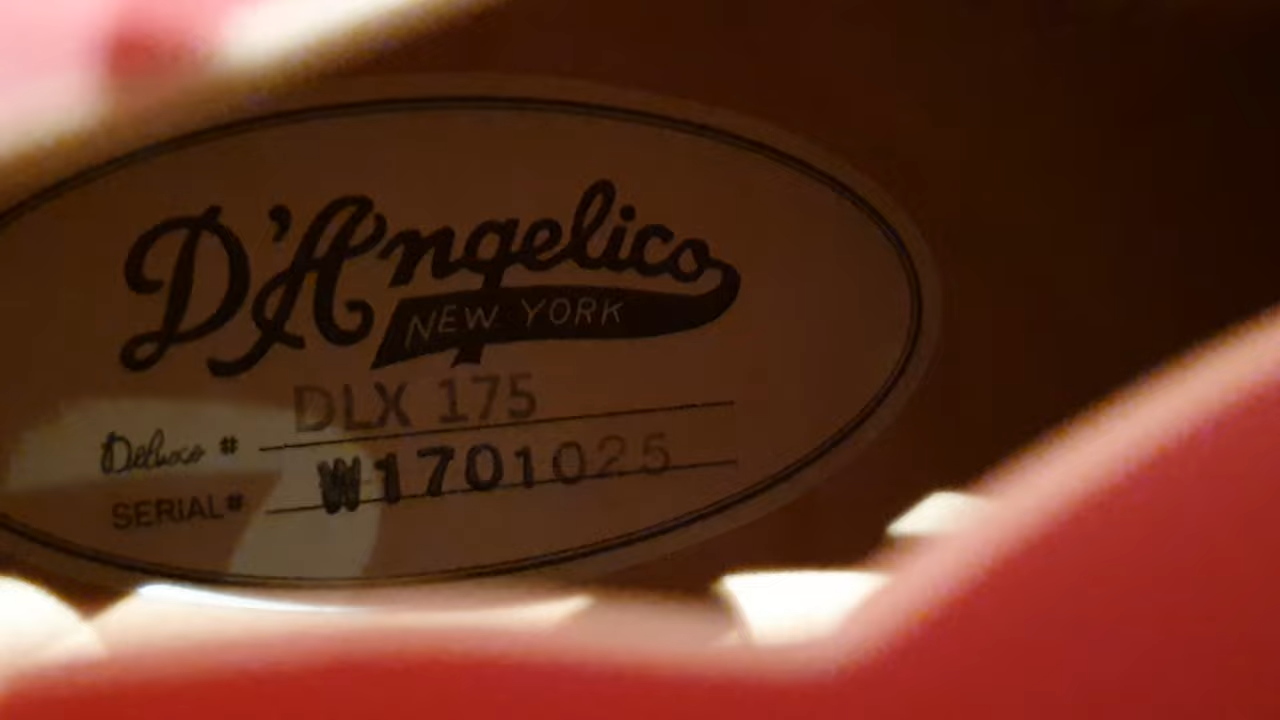 D'Angelico
NEW YORK
DLX 175
Deluxe #
W1701025
SERIAL#